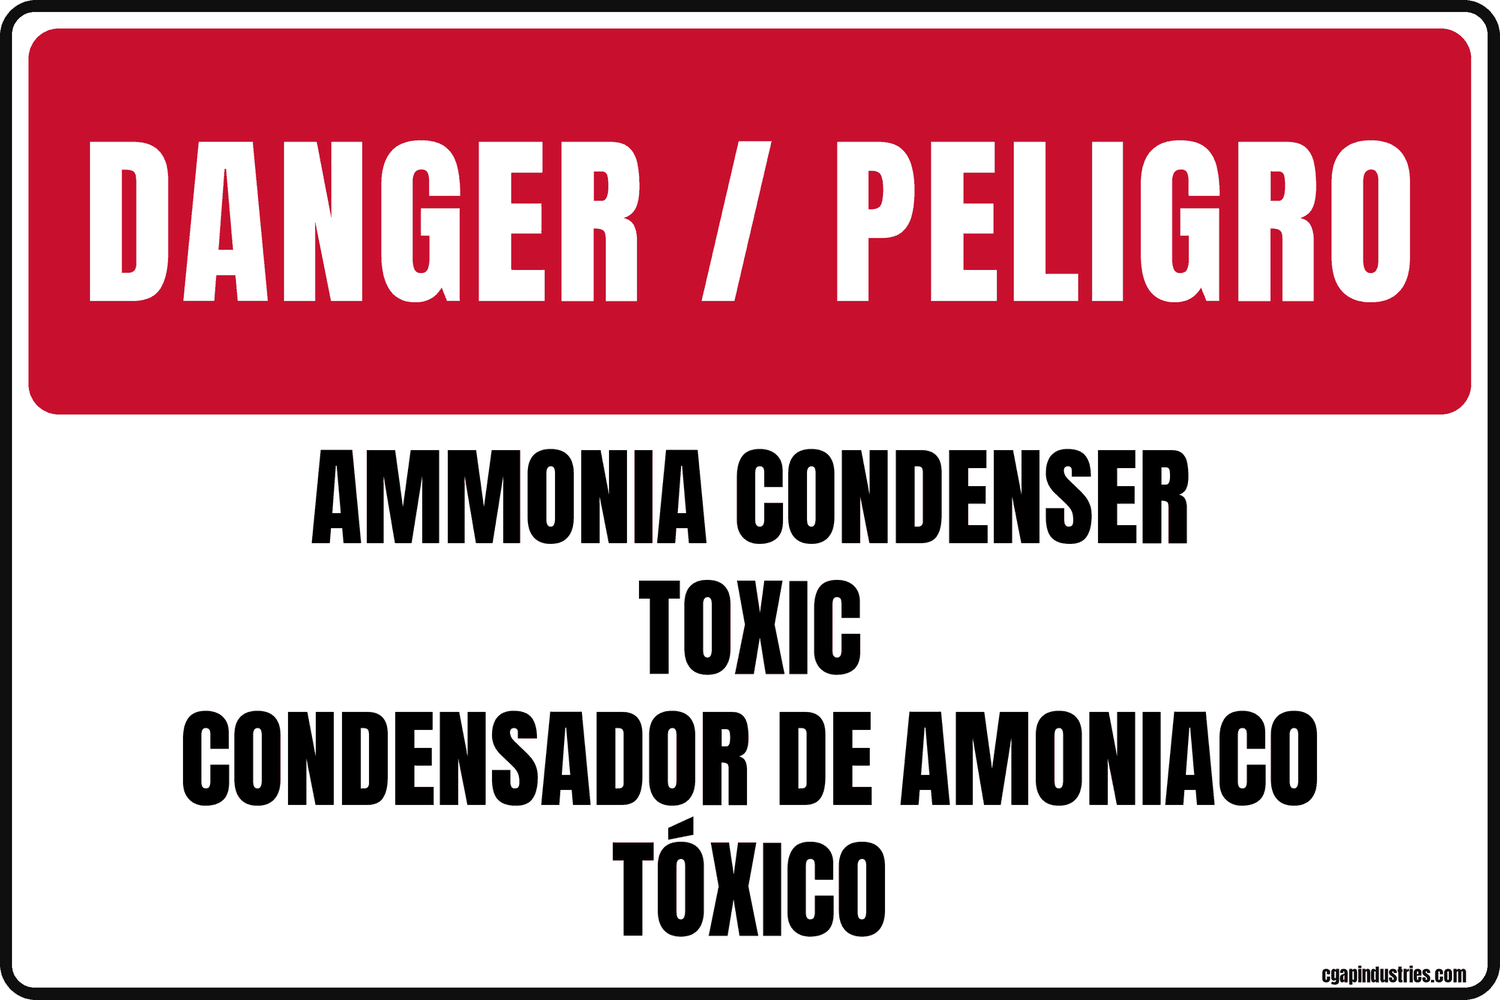 DANGER / PELIGRO
AMMONIA CONDENSER
TOXIC
CONDENSADOR DE AMONIACO
TÓXICO
cgapindustries.com